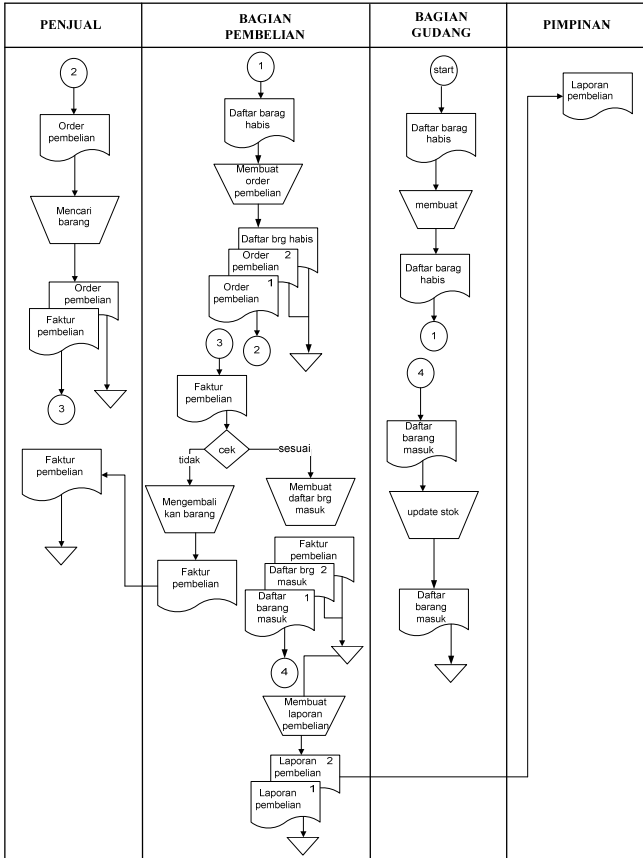 PENJUAL
BAGIAN
PEMBELIAN
BAGIAN
GUDANG
PIMPINAN
2
Order
pembelian
Mencari
barang
Order
pembelian
Faktur
pembelian
3
Faktur
pembelian
1
Daftar barag
habis
Membuat
order
pembelian
Daftar brg habis
Order 2
pembelian
Order 1
pembelian
2
3
Faktur
pembelian
cek
tidak
sesuai
Mengembali
kan barang
Membuat
daftar brg
masuk
Faktur
pembelian
Faktur
pembelian
Daftar brg 2
masuk
Daftar 1
barang
masuk
4
Membuat
laporan
pembelian
Laporan 2
pembelian
Laporan 1
pembelian
start
Daftar barag
habis
membuat
Daftar barag
habis
1
4
Daftar
barang
masuk
update stok
Daftar
barang
masuk
Laporan
pembelian